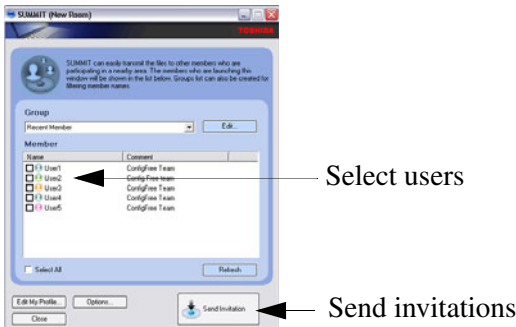 SUMMIT (New Room)
TOSHIBA
SUMMIT can easily transmit the files to other members who are
participating in a nearby area. The members who are launching this
window will be shown in the list below. Groups list can also be created for
filtering member names.
Group
Recent Member
Edit...
Member
Name Comment
User1 ConfigFree Team
User2 Config Free team
User3 ConfigFree Team
User4 ConfigFree Team
User5 ConfigFree Team
Select users
Select All
Refresh
Edit My Profile... Options...
Send Invitation
Send invitations
Close